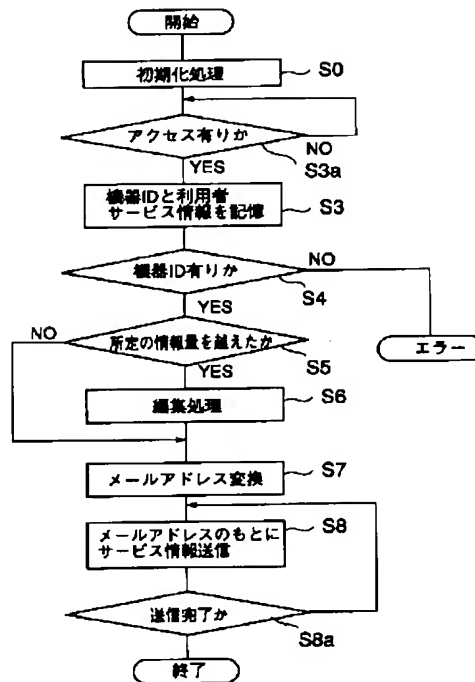 開始
初期化処理
S0
アクセス有りか
NO
S3a
YES
機器IDと利用者
サービス情報を記憶
S3
機器ID有りか
NO
S4
YES
NO
所定の情報量を越えたか
S5
エラー
YES
編集処理
S6
メールアドレス変換
S7
メールアドレスのもとに
サービス情報送信
S8
送信完了か
S8a
終了